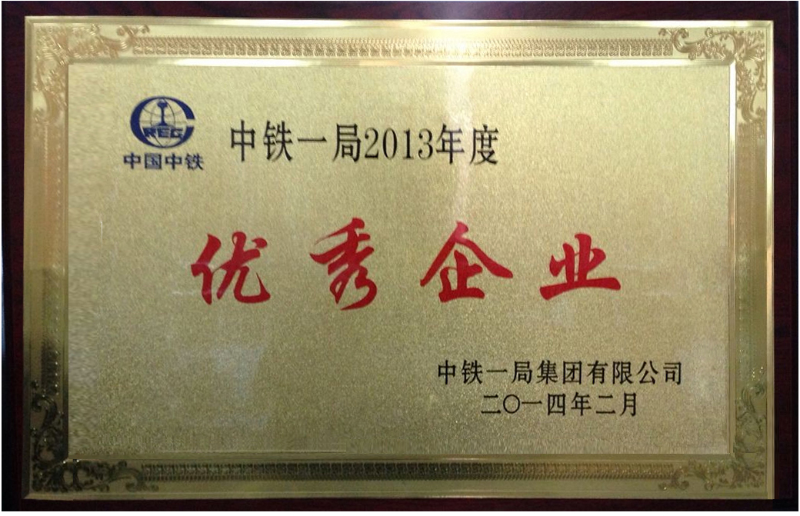 CREG
中国中铁
中铁一局2013年度
优秀企业
中铁一局集团有限公司
二〇一四年二月